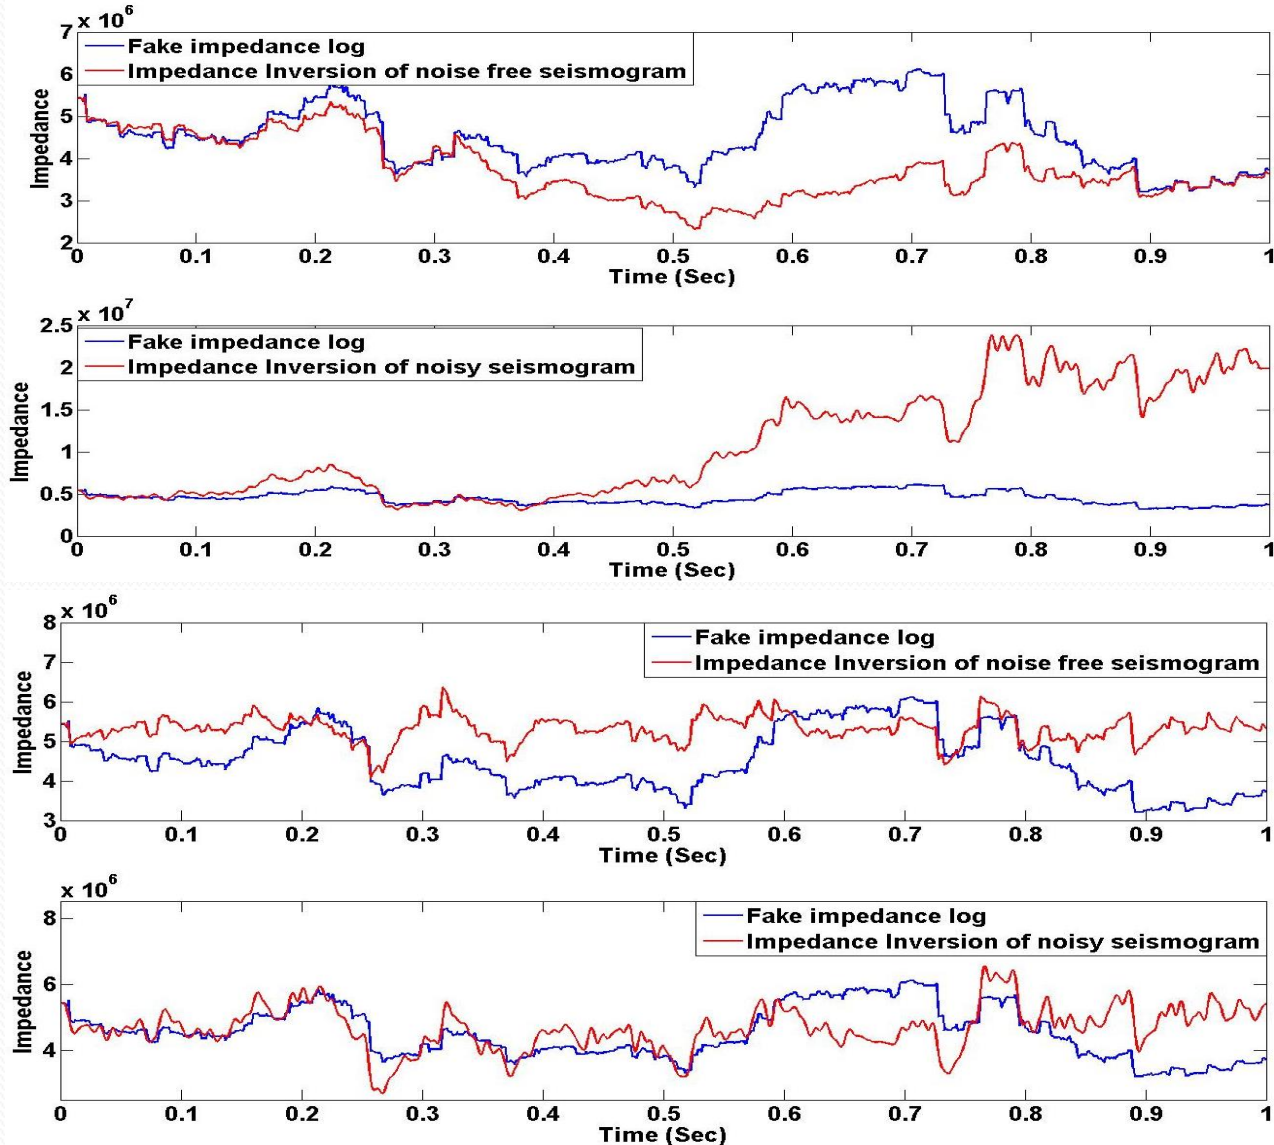 x 10^6
7
6
5
4
3
2
Impedance
Fake impedance log
Impedance Inversion of noise free seismogram
0 0.1 0.2 0.3 0.4 0.5 0.6 0.7 0.8 0.9 1
Time (Sec)
x 10^7
2.5
2
1.5
1
0.5
0
Impedance
Fake impedance log
Impedance Inversion of noisy seismogram
0 0.1 0.2 0.3 0.4 0.5 0.6 0.7 0.8 0.9 1
Time (Sec)
x 10^6
8
7
6
5
4
3
Impedance
Fake impedance log
Impedance Inversion of noise free seismogram
0 0.1 0.2 0.3 0.4 0.5 0.6 0.7 0.8 0.9 1
Time (Sec)
x 10^6
8
6
4
Impedance
Fake impedance log
Impedance Inversion of noisy seismogram
0 0.1 0.2 0.3 0.4 0.5 0.6 0.7 0.8 0.9 1
Time (Sec)